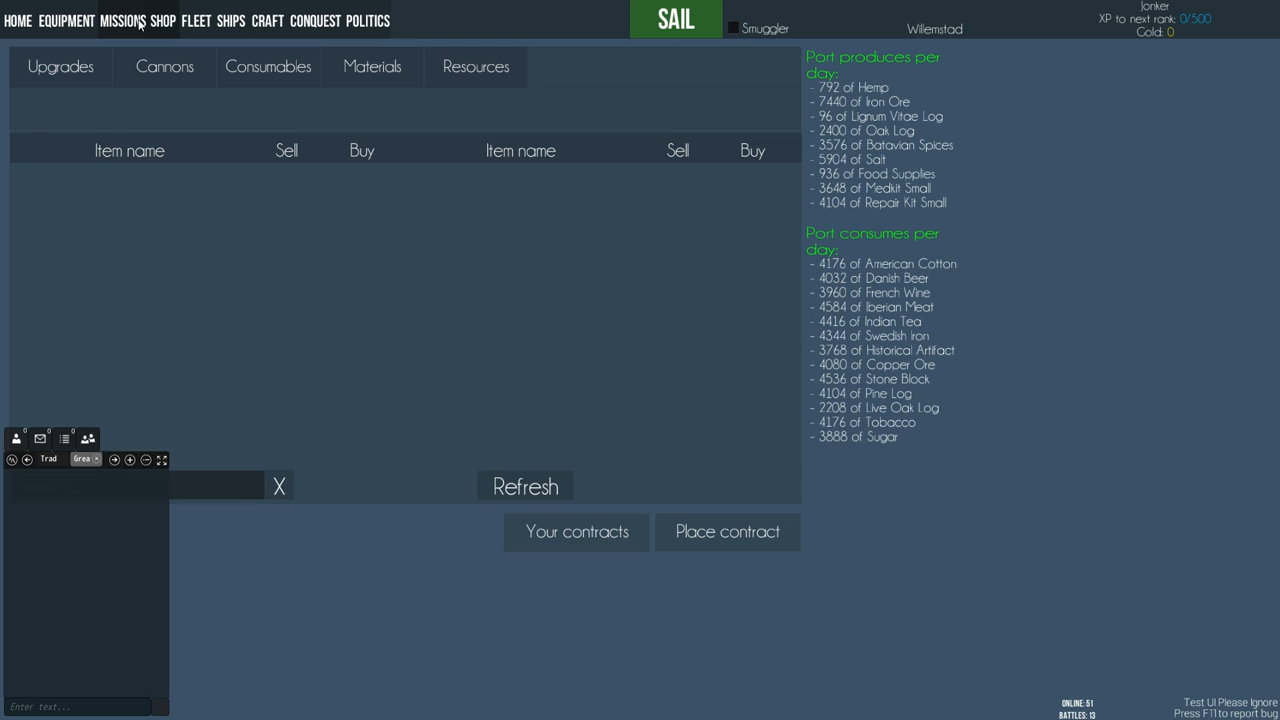 HOME EQUIPMENT MISSIONS SHOP FLEET SHIPS CRAFT CONQUEST POLITICS
SAIL
Smuggler
Willemstad
Jonker
XP to next rank: 0/500
Gold: 0
Upgrades Cannons Consumables Materials Resources
Item name Sell Buy Item name Sell Buy
Port produces per
day:
- 792 of Hemp
- 7440 of Iron Ore
- 96 of Lignum Vitae Log
- 2400 of Oak Log
- 3576 of Batavian Spices
- 5904 of Salt
- 936 of Food Supplies
- 3648 of Medkit Small
- 4104 of Repair Kit Small
Port consumes per
day:
- 4176 of American Cotton
- 4032 of Danish Beer
- 3960 of French Wine
- 4584 of Iberian Meat
- 4416 of Indian Tea
- 4344 of Swedish Iron
- 3768 of Historical Artifact
- 4080 of Copper Ore
- 4536 of Stone Block
- 4104 of Pine Log
- 2208 of Live Oak Log
- 4176 of Tobacco
- 3888 of Sugar
0 0 0
Trad Grea
X
Refresh
Your contracts Place contract
Enter text...
ONLINE: 51
BATTLES: 13
Test UI Please Ignore
Press F11 to report bug